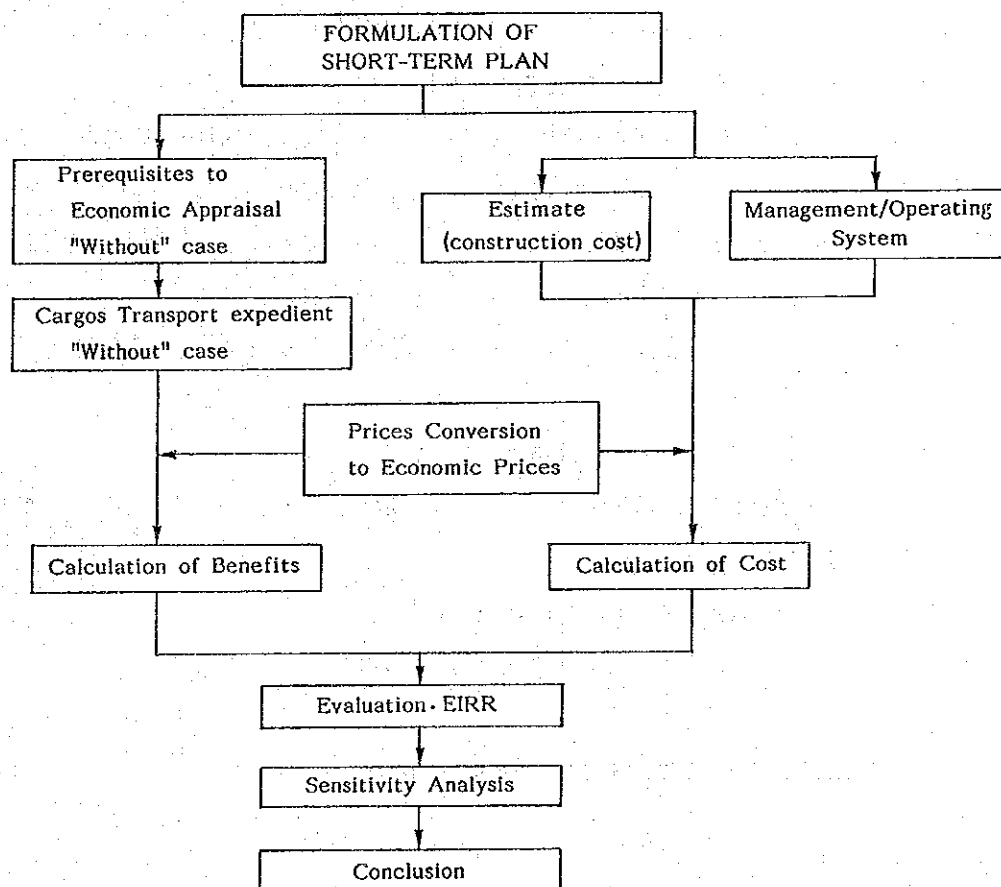 FORMULATION OF
SHORT-TERM PLAN
Prerequisites to
Economic Appraisal
"Without" case
Estimate
(construction cost)
Management/Operating
System
Cargos Transport expedient
"Without" case
Prices Conversion
to Economic Prices
Calculation of Benefits
Calculation of Cost
Evaluation · EIRR
Sensitivity Analysis
Conclusion